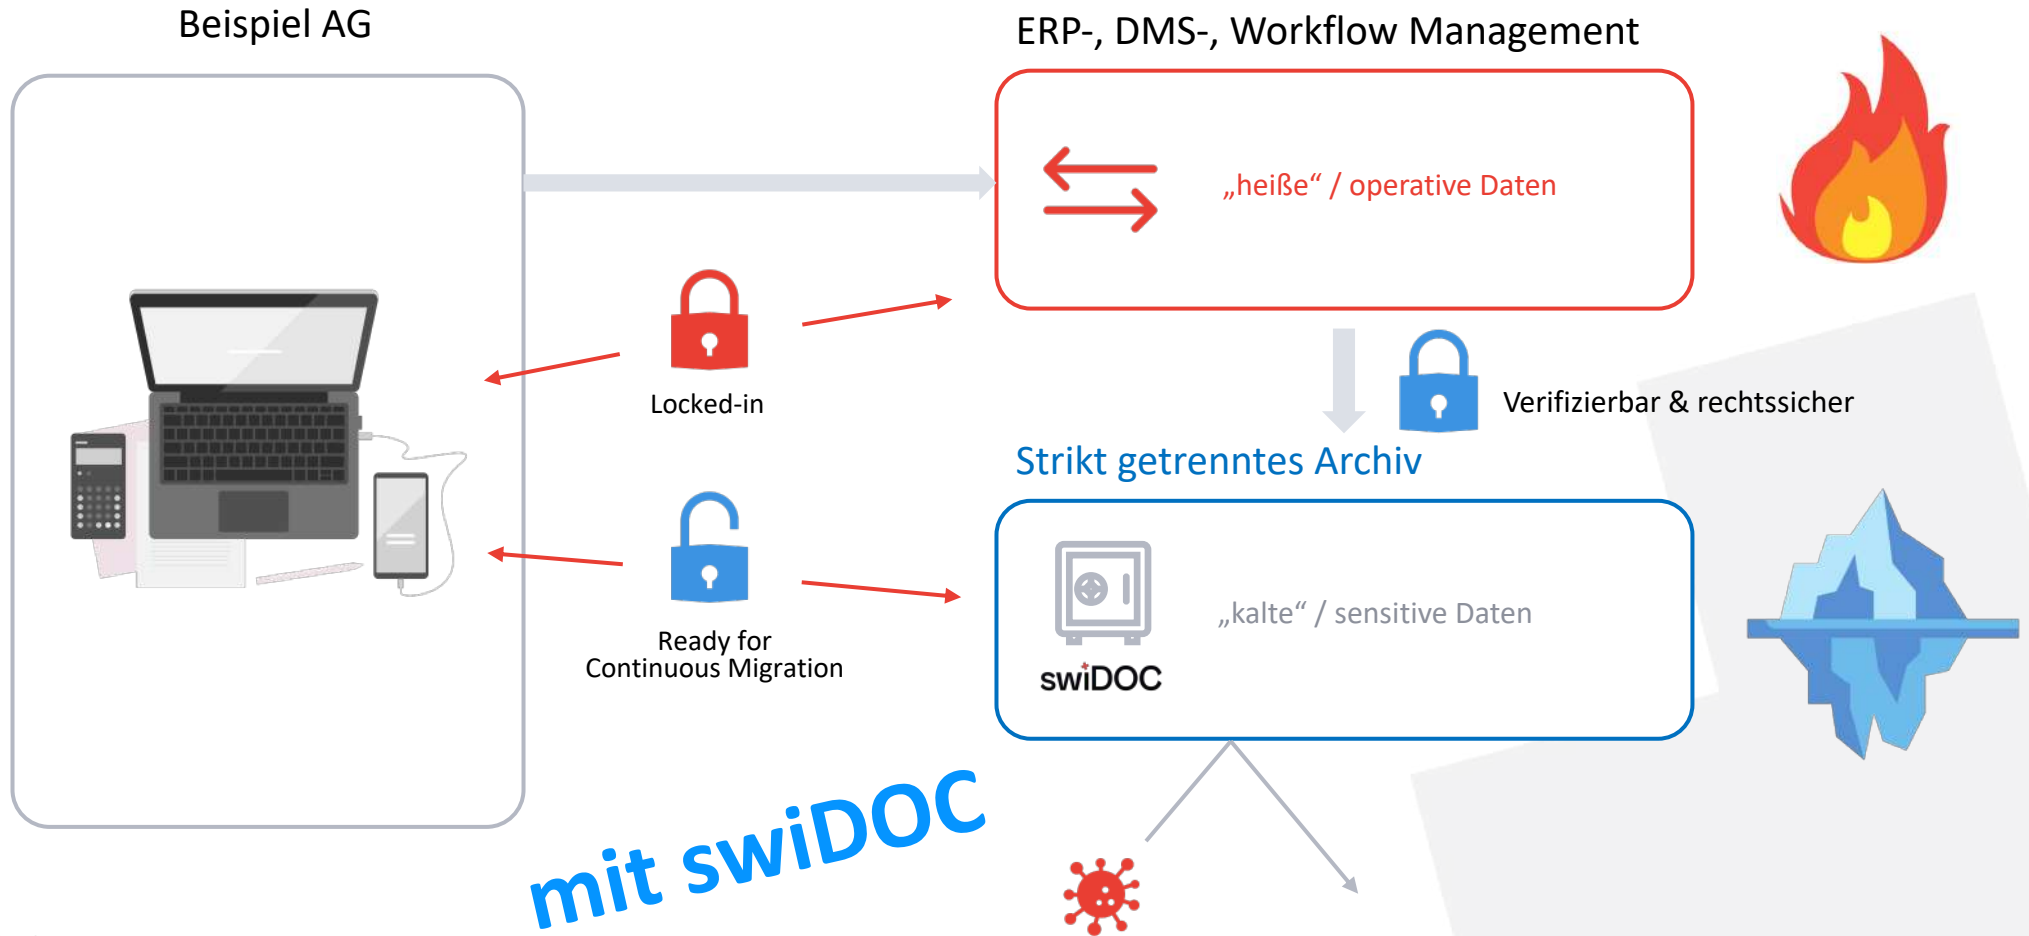 Beispiel AG
ERP-, DMS-, Workflow Management
„heiße“ / operative Daten
Locked-in
Verifizierbar & rechtssicher
Strikt getrenntes Archiv
Ready for
Continuous Migration
„kalte“ / sensitive Daten
swiDOC
mit swiDOC